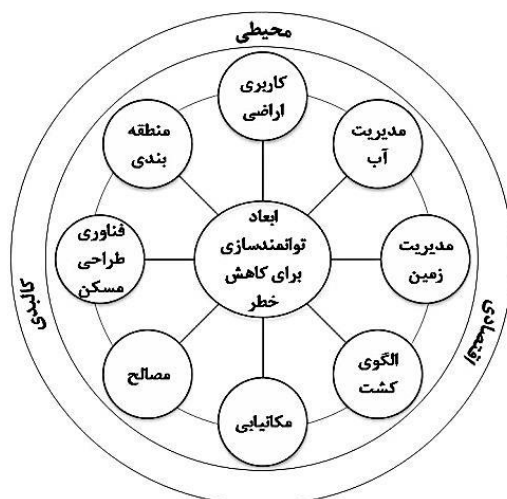 محیطی
کاربری
اراضی
مدیریت
آب
مدیریت
زمین
الگوی
کشت
مکانیابی
مصالح
فناوری
طراحی
مسکن
منطقه
بندی
ابعاد
توانمندسازی
برای کاهش
خطر
اقتصادی
کالبدی